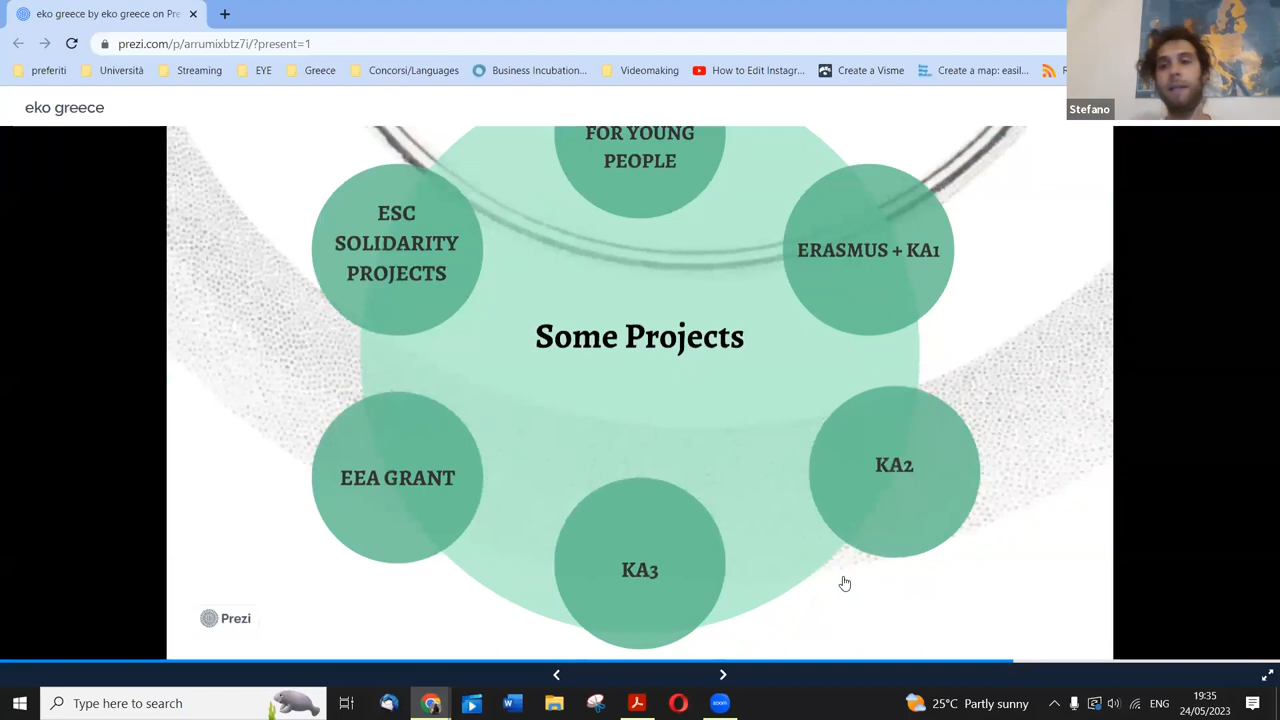 eko greece by eko greece on Pre
prezi.com/p/arrumixbtz7i/?present=1
preferiti
Università
Streaming
EYE
Greece
Concorsi/Languages
Business Incubation...
Videomaking
How to Edit Instagr...
Create a Visme
Create a map: easil...
Stefano
eko greece
FOR YOUNG
PEOPLE
ESC
SOLIDARITY
PROJECTS
ERASMUS + KA1
Some Projects
EEA GRANT
KA2
KA3
Prezi
Type here to search
25°C Partly sunny
ENG
19:35
24/05/2023